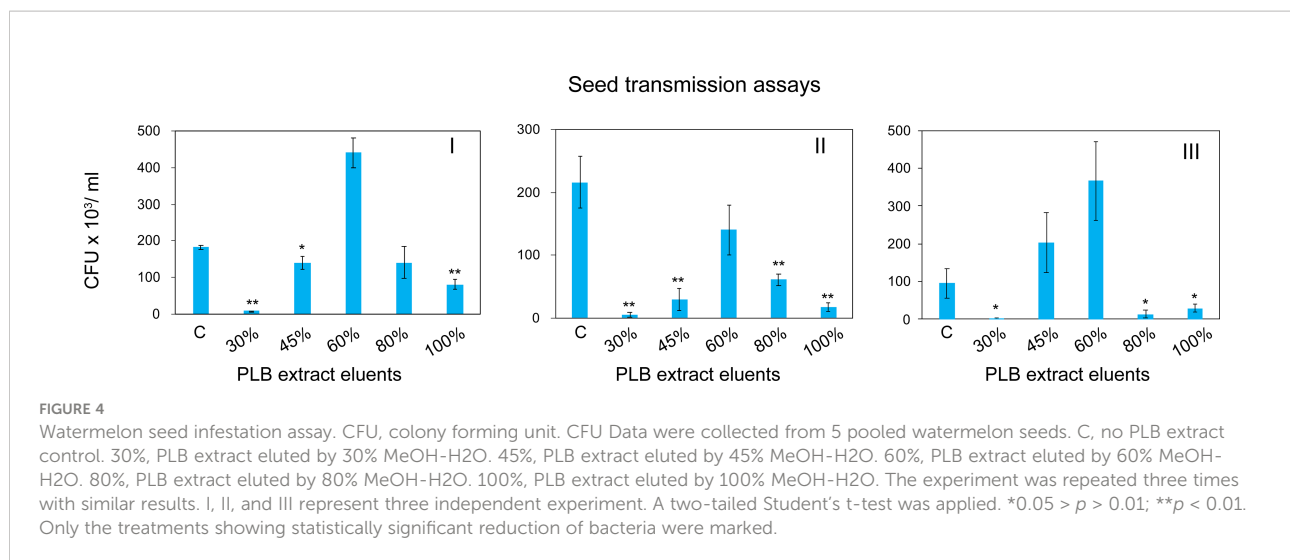 Seed transmission assays
CFU x 10³/ ml
500
400
300
200
100
0
I
**
*
**
C 30% 45% 60% 80% 100%
PLB extract eluents
300
200
100
0
II
**
**
**
**
C 30% 45% 60% 80% 100%
PLB extract eluents
500
400
300
200
100
0
III
*
*
*
C 30% 45% 60% 80% 100%
PLB extract eluents
FIGURE 4
Watermelon seed infestation assay. CFU, colony forming unit. CFU Data were collected from 5 pooled watermelon seeds. C, no PLB extract
control. 30%, PLB extract eluted by 30% MeOH-H2O. 45%, PLB extract eluted by 45% MeOH-H2O. 60%, PLB extract eluted by 60% MeOH-
H2O. 80%, PLB extract eluted by 80% MeOH-H2O. 100%, PLB extract eluted by 100% MeOH-H2O. The experiment was repeated three times
with similar results. I, II, and III represent three independent experiment. A two-tailed Student’s t-test was applied. *0.05 > p > 0.01; **p < 0.01.
Only the treatments showing statistically significant reduction of bacteria were marked.